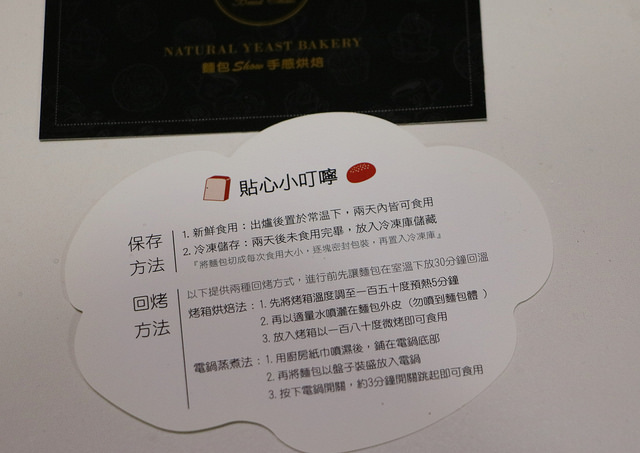 NATURAL YEAST BAKERY
麵包Show手感烘焙
貼心小叮嚀
保存方法
1. 新鮮食用：出爐後置於常溫下，兩天內皆可食用
2. 冷凍儲存：兩天後未食用完畢，放入冷凍庫儲藏
『將麵包切成每次食用大小，逐塊密封包裝，再置入冷凍庫』
回烤方法
以下提供兩種回烤方式，進行前先讓麵包在室溫下放30分鐘回溫
烤箱烘焙法：1. 先將烤箱溫度調至一百五十度預熱5分鐘
2. 再以適量水噴灑在麵包外皮（勿噴到麵包體）
3. 放入烤箱以一百八十度微烤即可食用
電鍋蒸煮法：1. 用廚房紙巾噴濕後，鋪在電鍋底部
2. 再將麵包以盤子裝盛放入電鍋
3. 按下電鍋開關，約3分鐘開關跳起即可食用